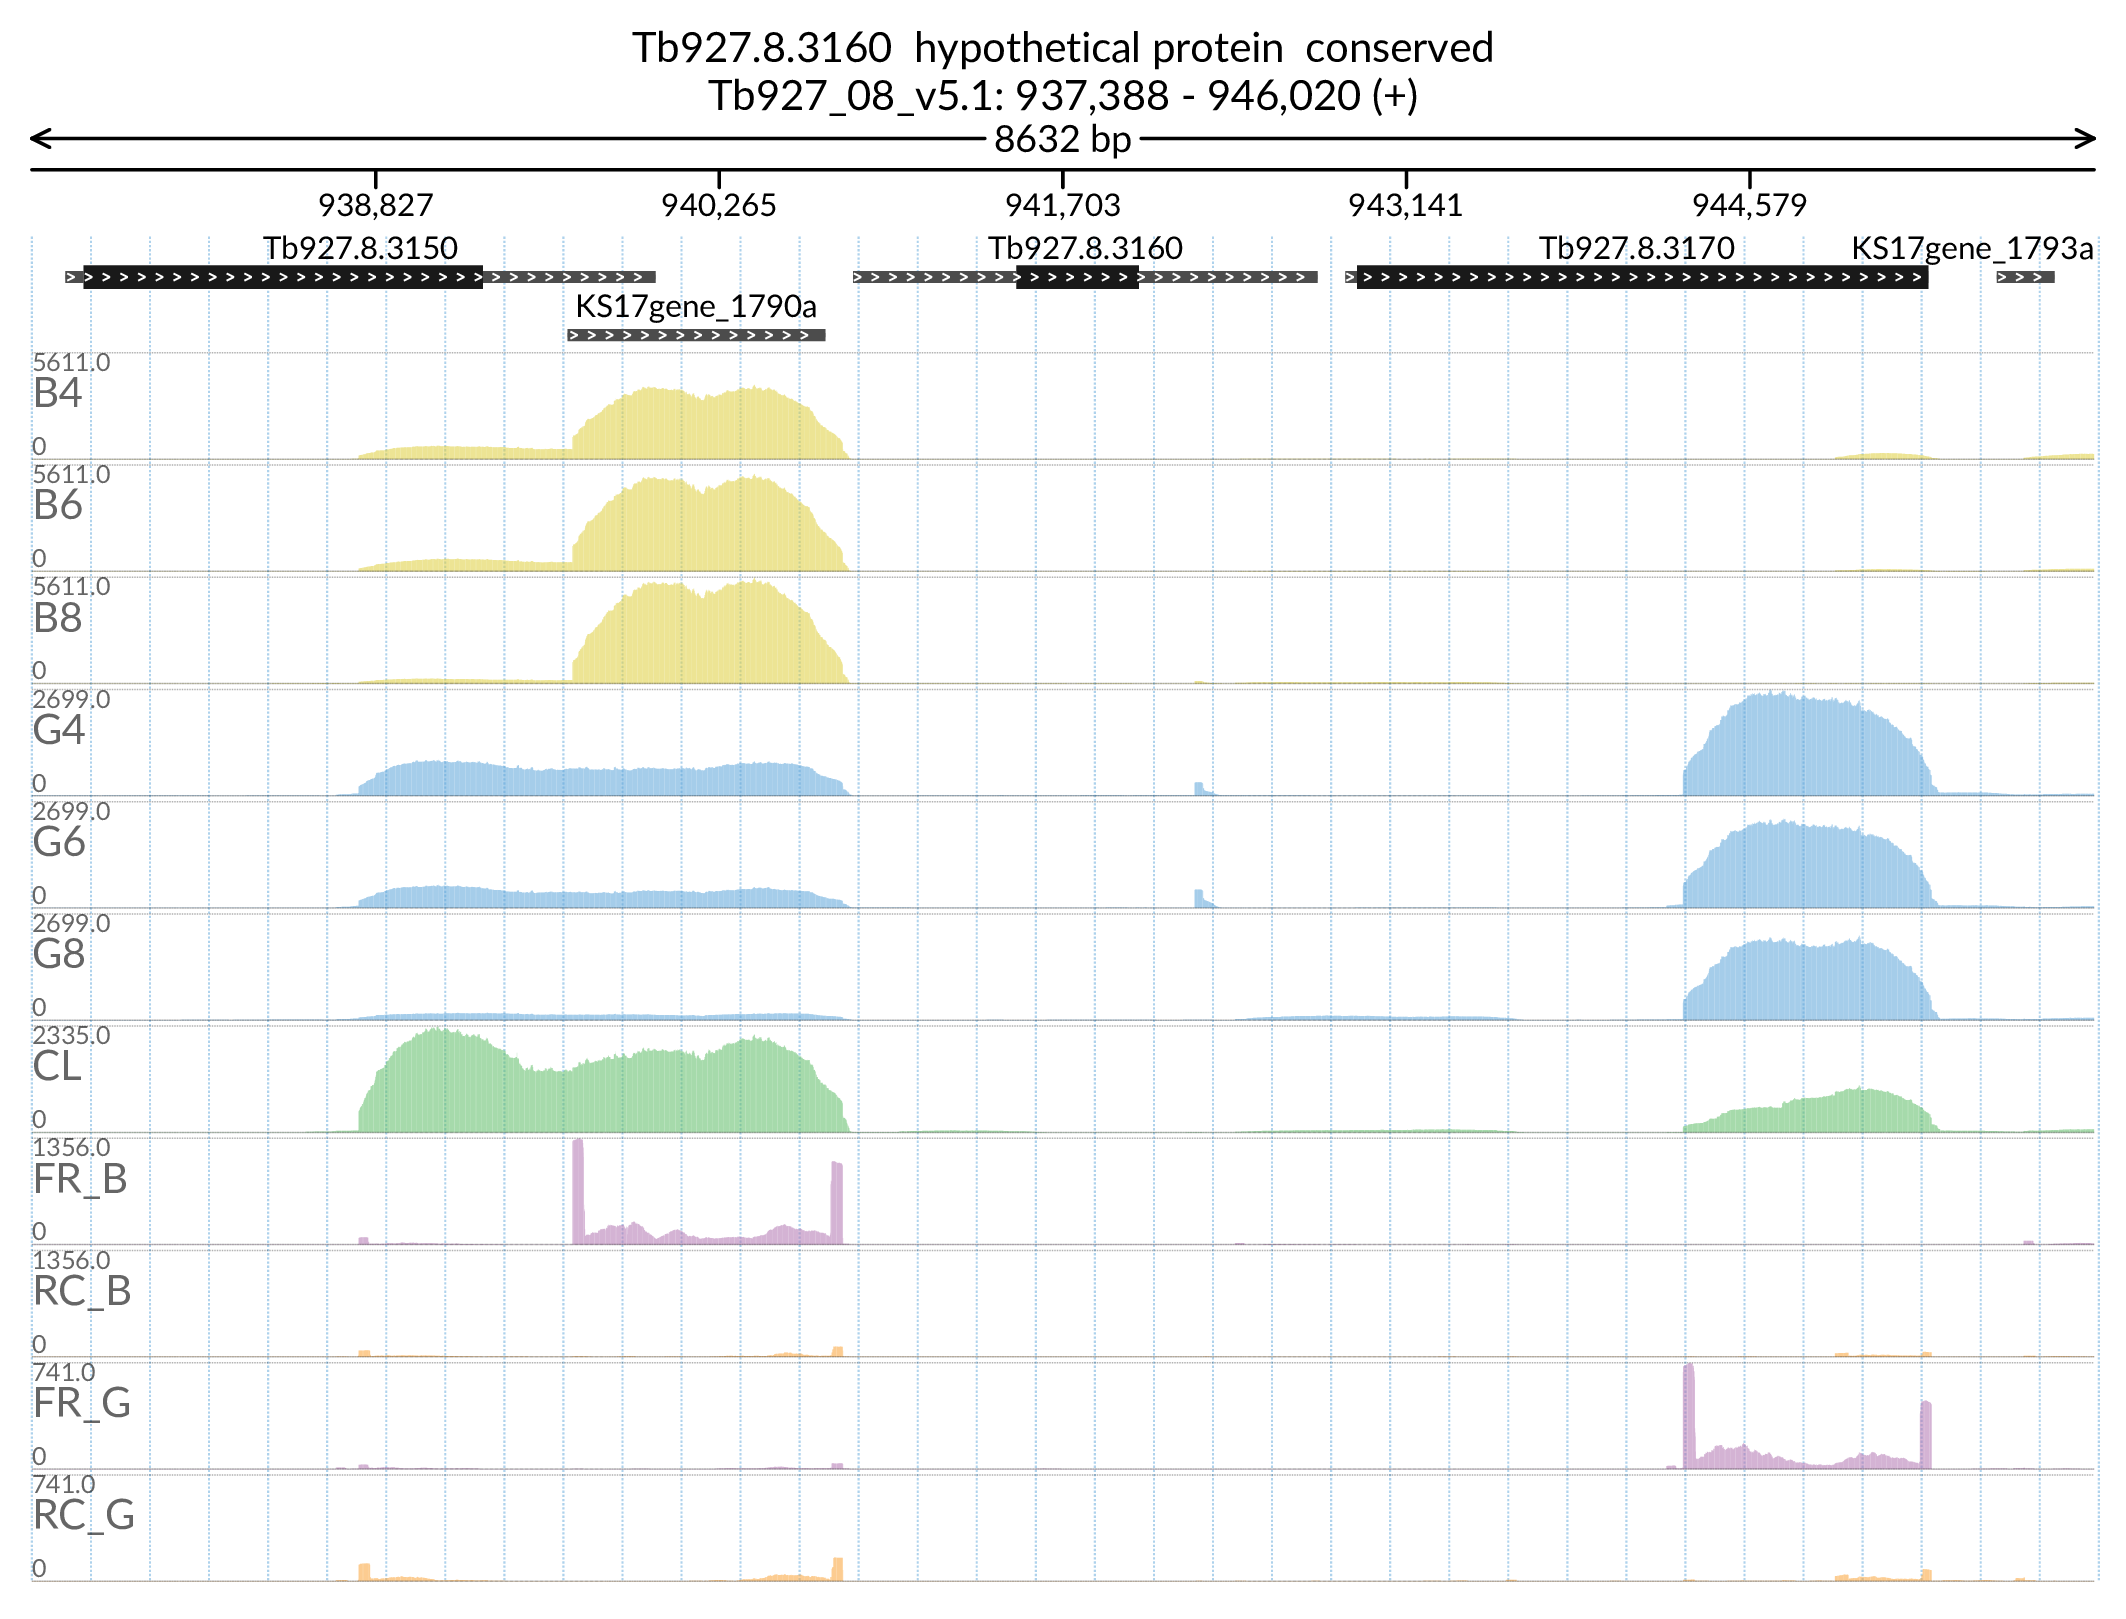 Tb927.8.3160  hypothetical protein  conserved
Tb927_08_v5.1: 937,388 - 946,020 (+)
8632 bp
938,827 940,265 941,703 943,141 944,579
Tb927.8.3150 Tb927.8.3160 Tb927.8.3170 KS17gene_1793a
KS17gene_1790a
5611.0
B4
0
5611.0
B6
0
5611.0
B8
0
2699.0
G4
0
2699.0
G6
0
2699.0
G8
0
2335.0
CL
0
1356.0
FR_B
0
1356.0
RC_B
0
741.0
FR_G
0
741.0
RC_G
0